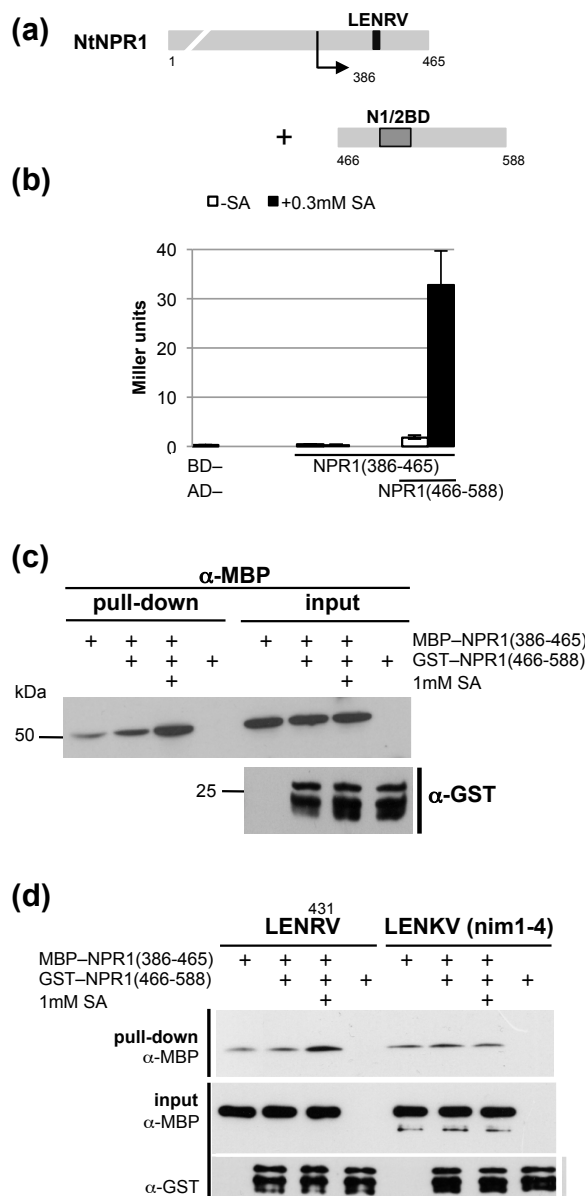 (a)
LENRV
NtNPR1
1 386 465
+
N1/2BD
466 588
(b)
-SA +0.3mM SA
Miller units
40
30
20
10
0
BD– NPR1(386-465)
AD– NPR1(466-588)
(c)
α-MBP
pull-down input
+ + + + + + MBP–NPR1(386-465)
+ + + + + + GST–NPR1(466-588)
+ + 1mM SA
kDa
50
25
α-GST
(d)
431
LENRV LENKV (nim1-4)
MBP–NPR1(386-465) + + + + + +
GST–NPR1(466-588) + + + + + +
1mM SA + +
pull-down
α-MBP
input
α-MBP
α-GST